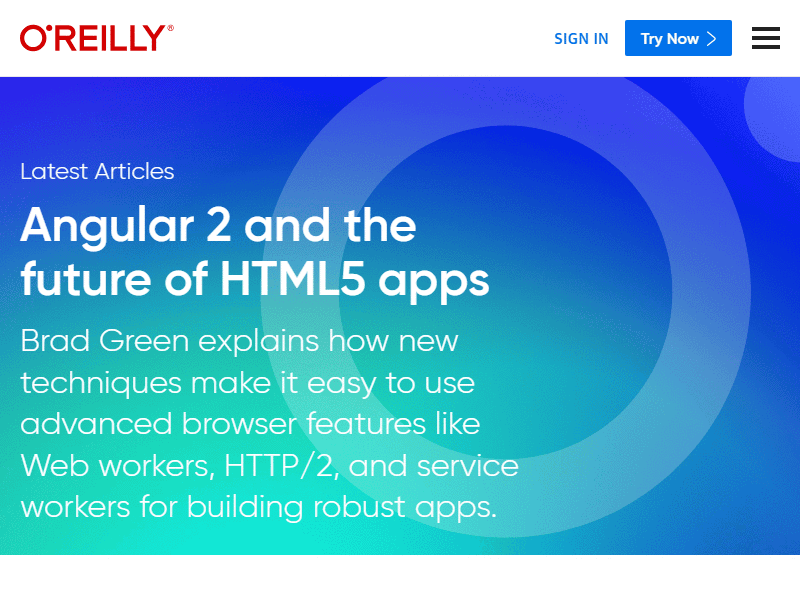 O'REILLY®
SIGN IN
Try Now
Latest Articles
Angular 2 and the
future of HTML5 apps
Brad Green explains how new
techniques make it easy to use
advanced browser features like
Web workers, HTTP/2, and service
workers for building robust apps.